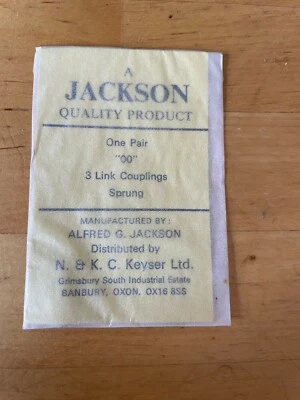 A
JACKSON
QUALITY PRODUCT
One Pair
"00"
3 Link Couplings
Sprung
MANUFACTURED BY:
ALFRED G. JACKSON
Distributed by
N. & K. C. Keyser Ltd.
Grimsbury South Industrial Estate
BANBURY, OXON, OX16 8SS